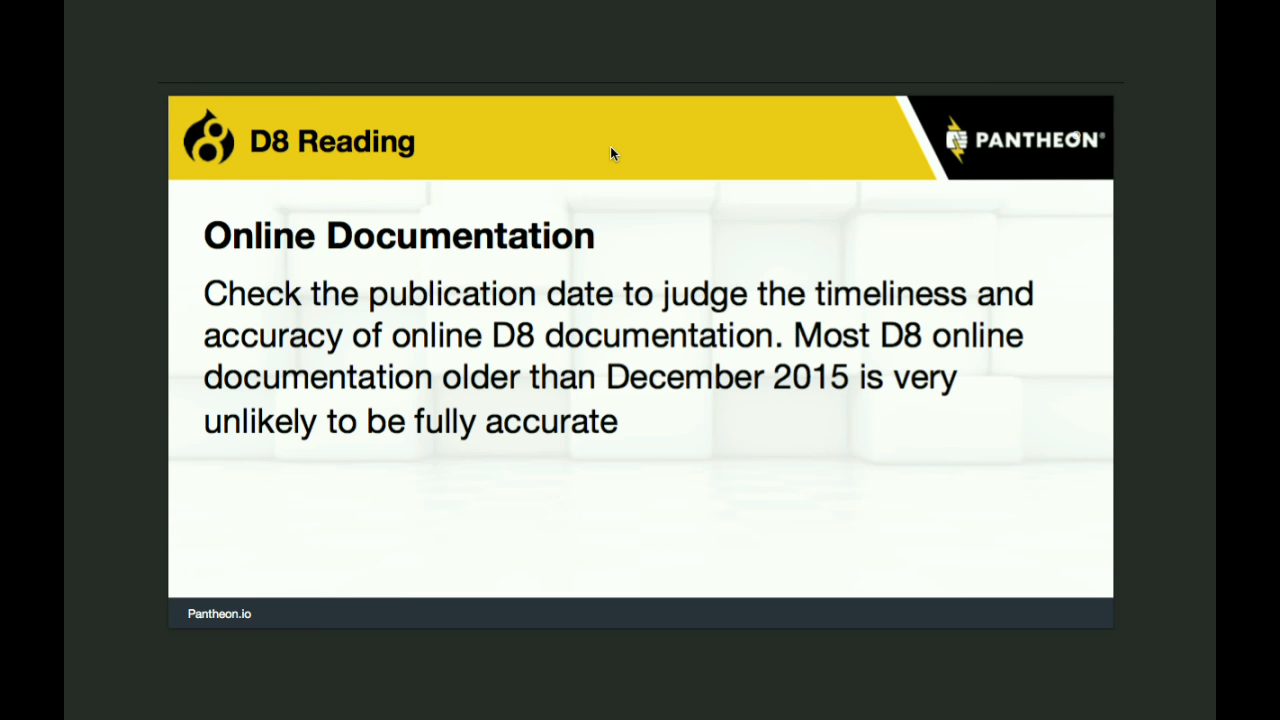 D8 Reading
PANTHEON®
Online Documentation
Check the publication date to judge the timeliness and
accuracy of online D8 documentation. Most D8 online
documentation older than December 2015 is very
unlikely to be fully accurate
Pantheon.io